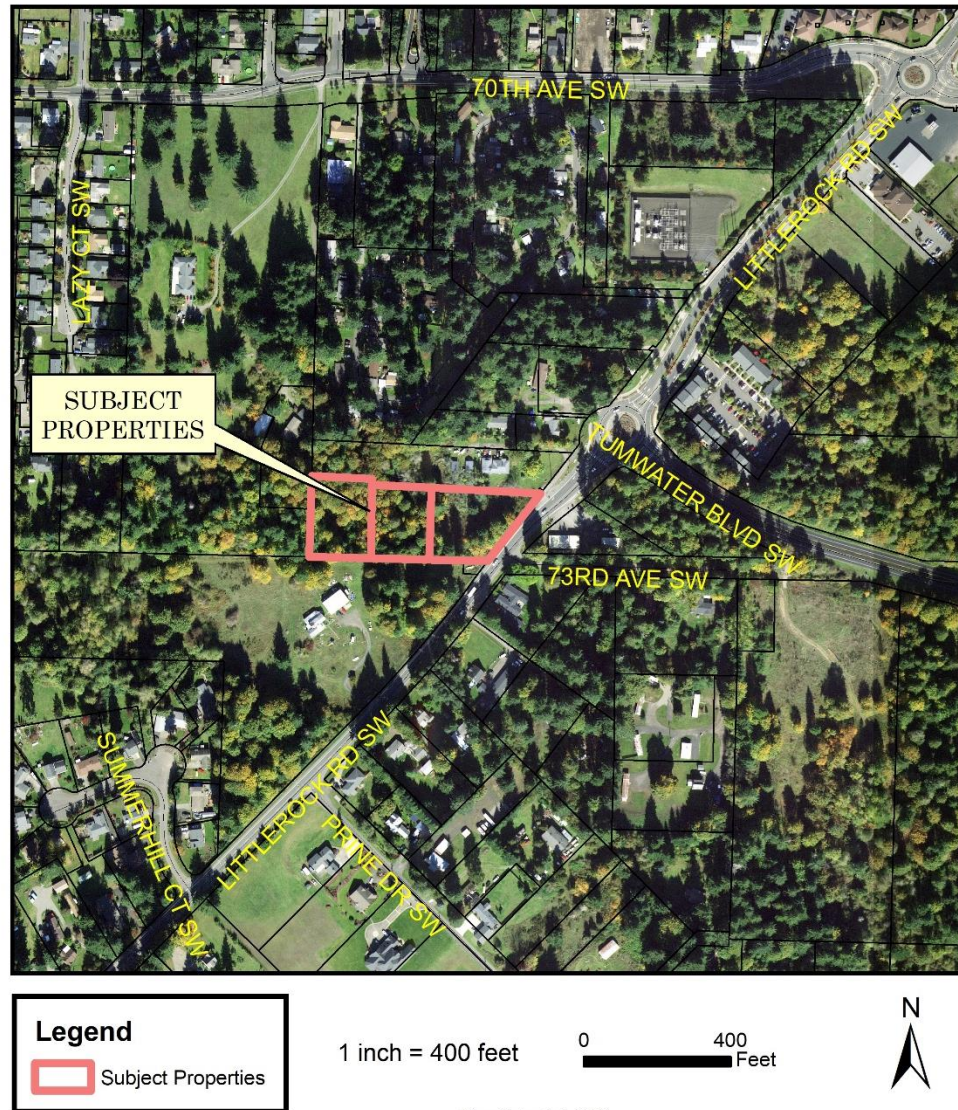 70TH AVE SW
LITTLEROCK RD SW
LAZY CT SW
SUBJECT
PROPERTIES
TUMWATER BLVD SW
73RD AVE SW
LITTLEROCK RD SW
PRINE DR SW
SUMMERHILL CT SW
Legend
Subject Properties
1 inch = 400 feet
0 400
Feet
N